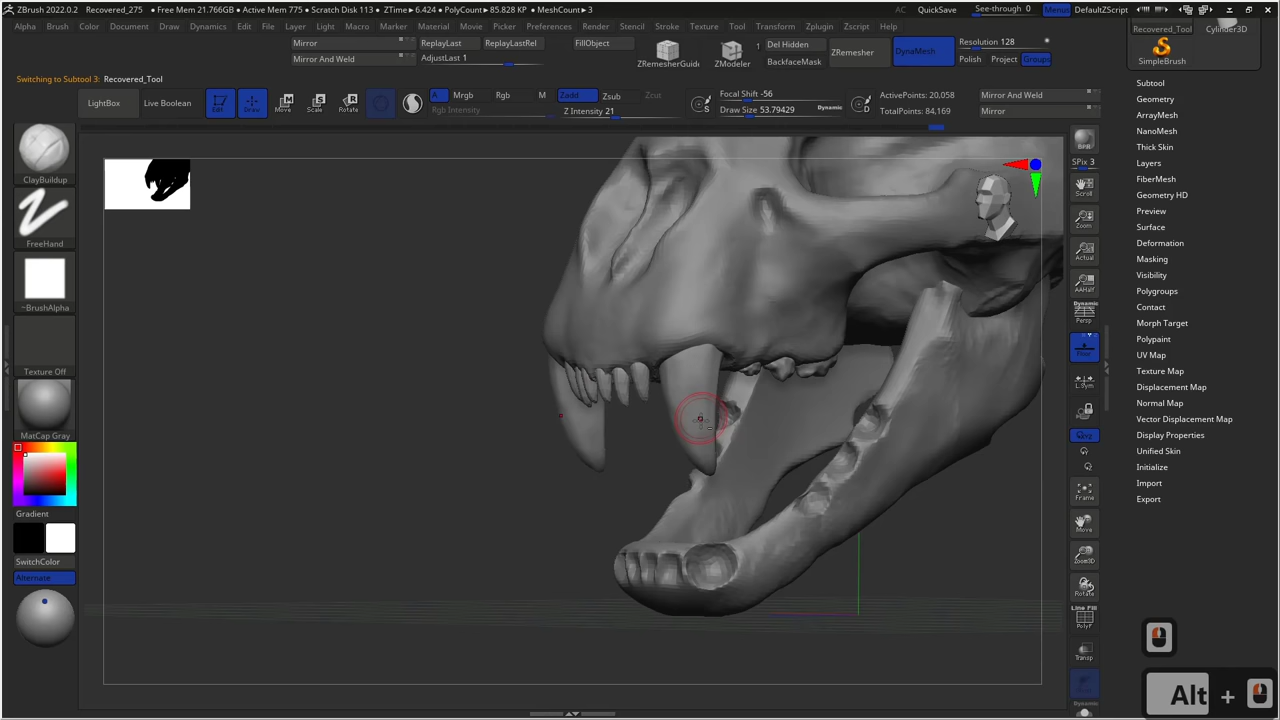 ZBrush 2022.0.2   Recovered_275   • Free Mem 21.766GB • Active Mem 775 • Scratch Disk 113 • ZTime▸6.424 • PolyCount▸85.828 KP • MeshCount▸3
AC QuickSave See-through 0 Menus DefaultZScript
Alpha Brush Color Document Draw Dynamics Edit File Layer Light Macro Marker Material Movie Picker Preferences Render Stencil Stroke Texture Tool Transform Zplugin Zscript Help
Mirror
Mirror And Weld
ReplayLast ReplayLastRel
AdjustLast 1
FillObject
ZRemesherGuide
ZModeler
1
Del Hidden
BackfaceMask
ZRemesher
DynaMesh
Resolution 128
Polish Project Groups
Recovered_Tool Cylinder3D
SimpleBrush
Switching to Subtool 3: Recovered_Tool
LightBox Live Boolean
Edit Draw Move Scale Rotate
A Mrgb Rgb M
Rgb Intensity
Zadd Zsub Zcut
Z Intensity 21
Focal Shift -56
Draw Size 53.79429 Dynamic
ActivePoints: 20,058
TotalPoints: 84,169
Mirror And Weld
Mirror
ClayBuildup
FreeHand
~BrushAlpha
Texture Off
MatCap Gray
Gradient
SwitchColor
Alternate
BPR
SPix 3
Scroll
Zoom
Actual
AAHalf
Dynamic
Persp
Floor
L.Sym
Frame
Move
Zoom3D
Rotate
Line Fill
PolyF
Transp
Dynamic
Subtool
Geometry
ArrayMesh
NanoMesh
Thick Skin
Layers
FiberMesh
Geometry HD
Preview
Surface
Deformation
Masking
Visibility
Polygroups
Contact
Morph Target
Polypaint
UV Map
Texture Map
Displacement Map
Normal Map
Vector Displacement Map
Display Properties
Unified Skin
Initialize
Import
Export
Alt +